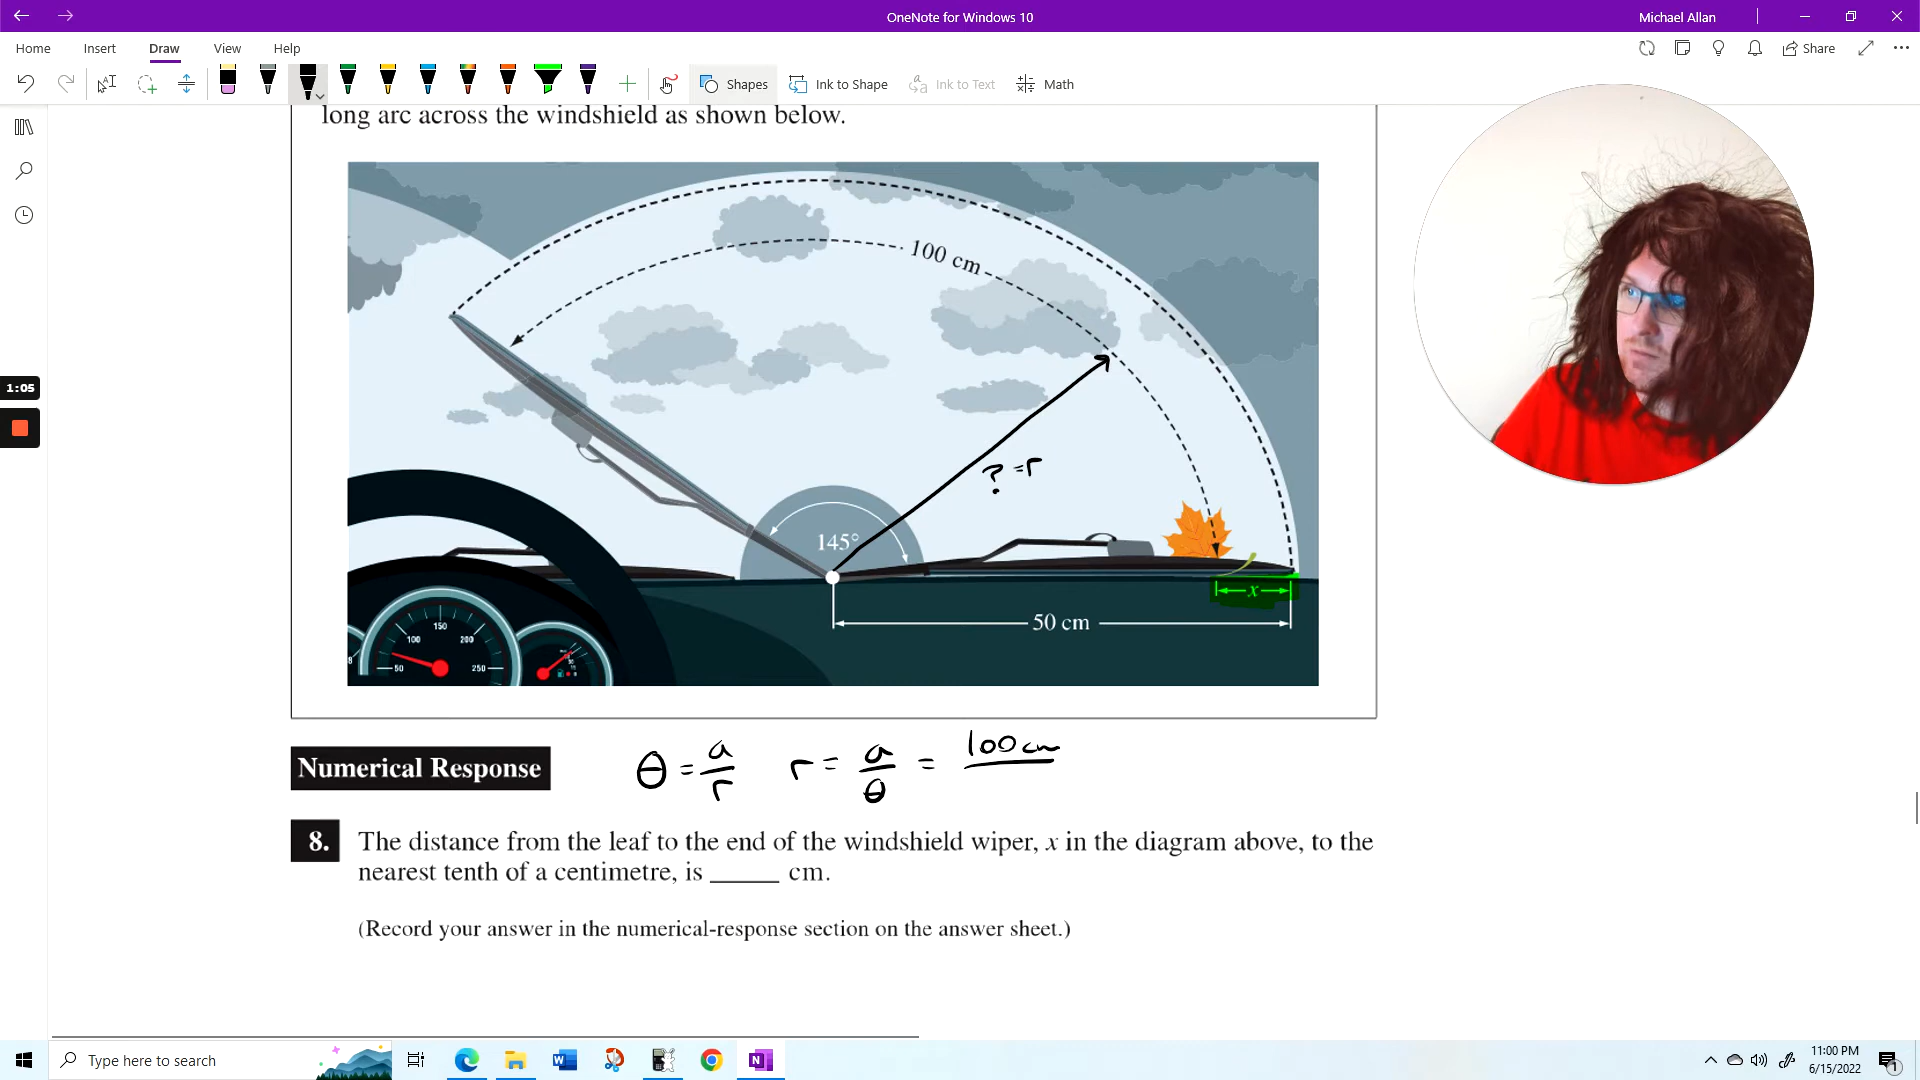 OneNote for Windows 10
Michael Allan
Home Insert Draw View Help
Share
Shapes Ink to Shape Ink to Text Math
long arc across the windshield as shown below.
100 cm
? = r
145°
x
50 cm
50 100 150 200 250
8
1:05
Numerical Response
θ = a/r r = a/θ = 100 cm
8. The distance from the leaf to the end of the windshield wiper, x in the diagram above, to the
nearest tenth of a centimetre, is ______ cm.
(Record your answer in the numerical-response section on the answer sheet.)
Type here to search
11:00 PM
6/15/2022
1